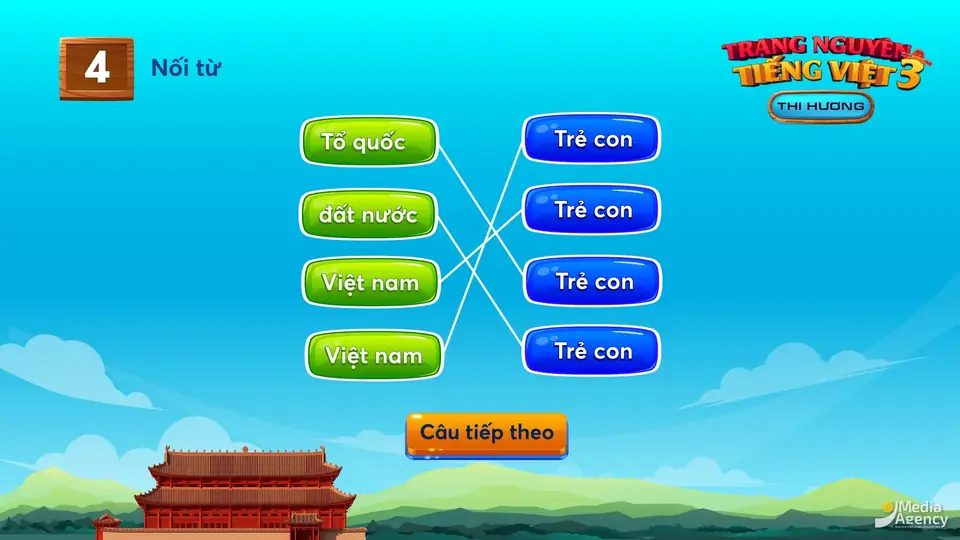 4
Nối từ
TRẠNG NGUYÊN
TIẾNG VIỆT 3
THI HƯƠNG
Tổ quốc
Trẻ con
đất nước
Trẻ con
Việt nam
Trẻ con
Việt nam
Trẻ con
Câu tiếp theo
Media
Agency